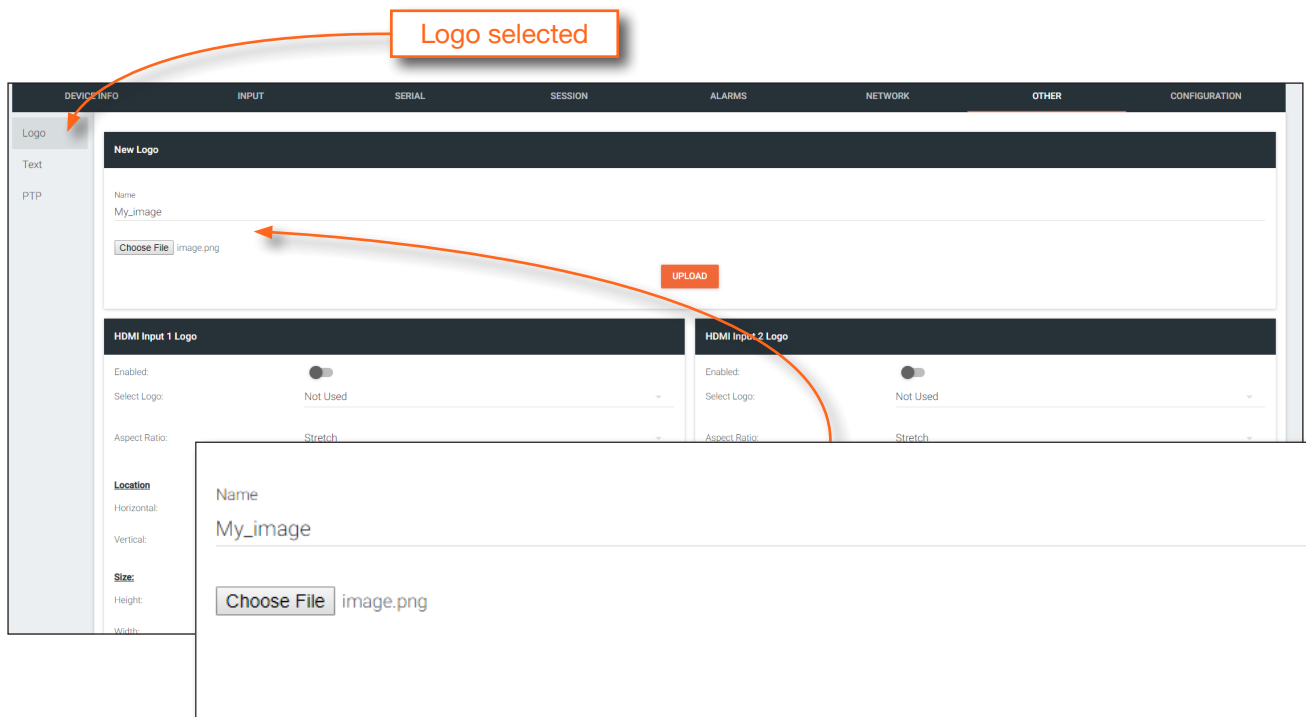 Logo selected
DEVICE INFO INPUT SERIAL SESSION ALARMS NETWORK OTHER CONFIGURATION
Logo
Text
PTP
New Logo
Name
My_image
Choose File image.png
UPLOAD
HDMI Input 1 Logo
Enabled:
Select Logo: Not Used
Aspect Ratio: Stretch
Location
Horizontal:
Vertical:
Size:
Height:
Width:
HDMI Input 2 Logo
Enabled:
Select Logo: Not Used
Aspect Ratio: Stretch
Name
My_image
Choose File image.png